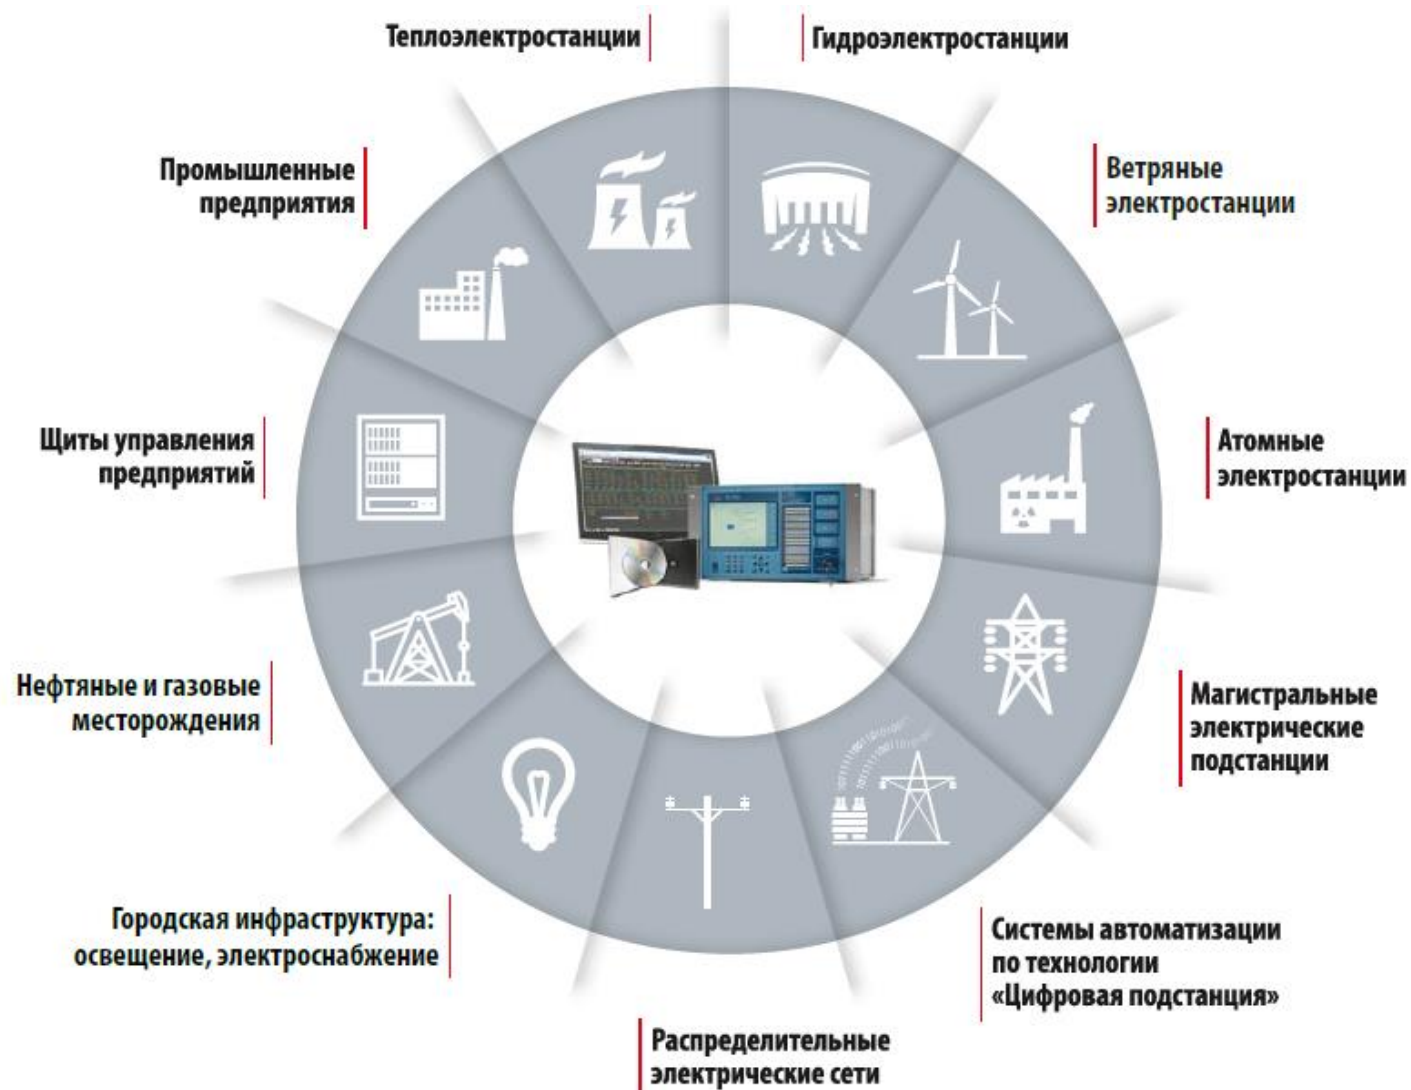 Теплоэлектростанции
Гидроэлектростанции
Ветряные
электростанции
Атомные
электростанции
Магистральные
электрические
подстанции
Системы автоматизации
по технологии
«Цифровая подстанция»
Распределительные
электрические сети
Городская инфраструктура:
освещение, электроснабжение
Нефтяные и газовые
месторождения
Щиты управления
предприятий
Промышленные
предприятия